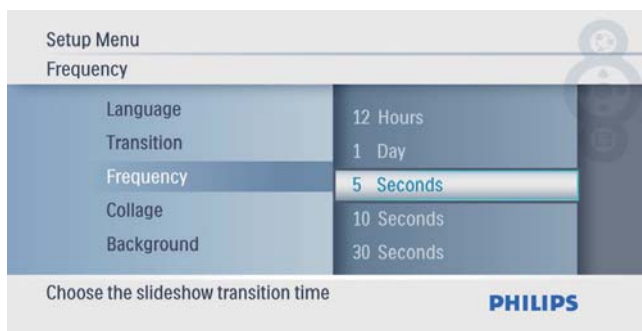 Setup Menu
Frequency
Language
Transition
Frequency
Collage
Background
12 Hours
1 Day
5 Seconds
10 Seconds
30 Seconds
Choose the slideshow transition time
PHILIPS